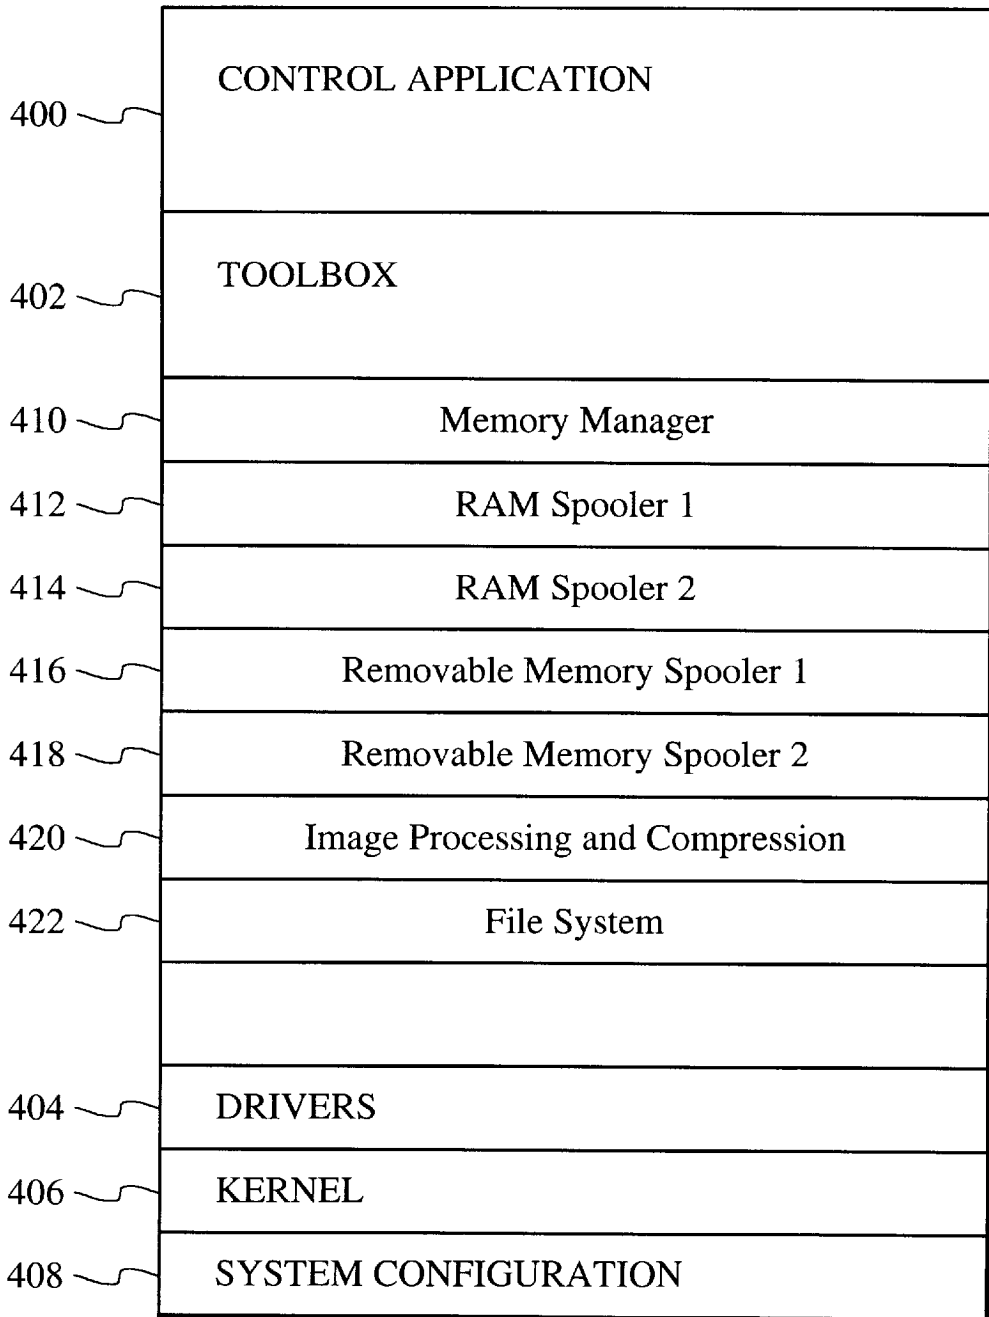 400 CONTROL APPLICATION
402 TOOLBOX
410 Memory Manager
412 RAM Spooler 1
414 RAM Spooler 2
416 Removable Memory Spooler 1
418 Removable Memory Spooler 2
420 Image Processing and Compression
422 File System
404 DRIVERS
406 KERNEL
408 SYSTEM CONFIGURATION